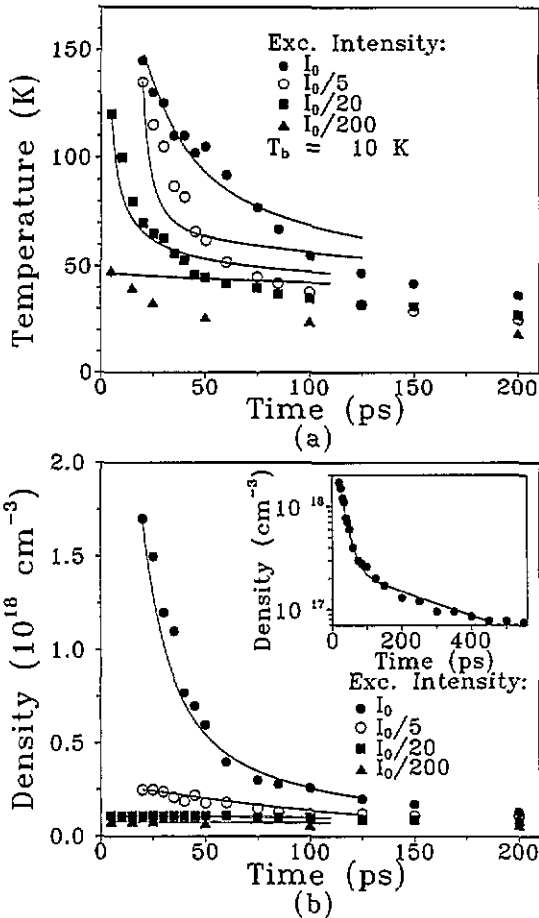 150
100
50
0
Temperature (K)
Exc. Intensity:
● I₀
○ I₀/5
■ I₀/20
▲ I₀/200
T_b = 10 K
0 50 100 150 200
Time (ps)
(a)
2.0
1.5
1.0
0.5
0.0
Density (10¹⁸ cm⁻³)
Density (cm⁻³)
10 ¹⁸
10 ¹⁷
0 200 400
Time (ps)
Exc. Intensity:
● I₀
○ I₀/5
■ I₀/20
▲ I₀/200
0 50 100 150 200
Time (ps)
(b)